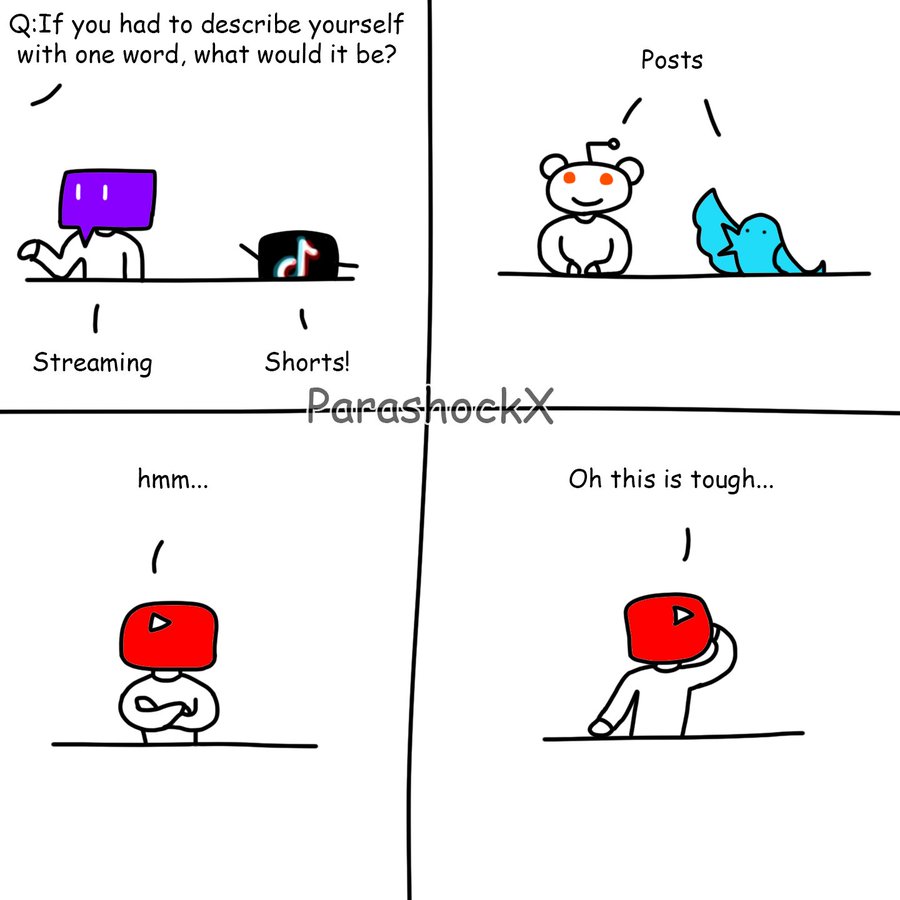 Q:If you had to describe yourself
with one word, what would it be?
Streaming
Shorts!
Posts
ParashockX
hmm...
Oh this is tough...